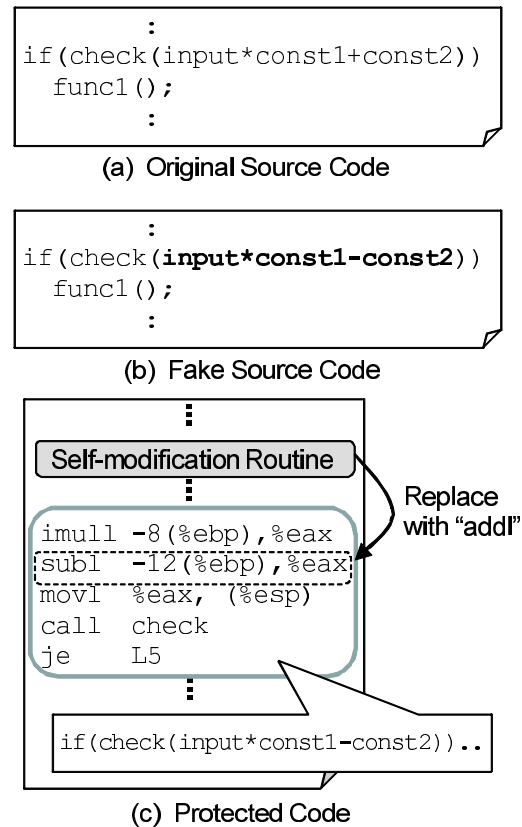 :
if(check(input*const1+const2))
func1();
:
(a) Original Source Code
:
if(check(input*const1-const2))
func1();
:
(b) Fake Source Code
Self-modification Routine
Replace
with “addl”
imull -8(%ebp),%eax
subl -12(%ebp),%eax
movl %eax, (%esp)
call check
je L5
if(check(input*const1-const2))..
(c) Protected Code